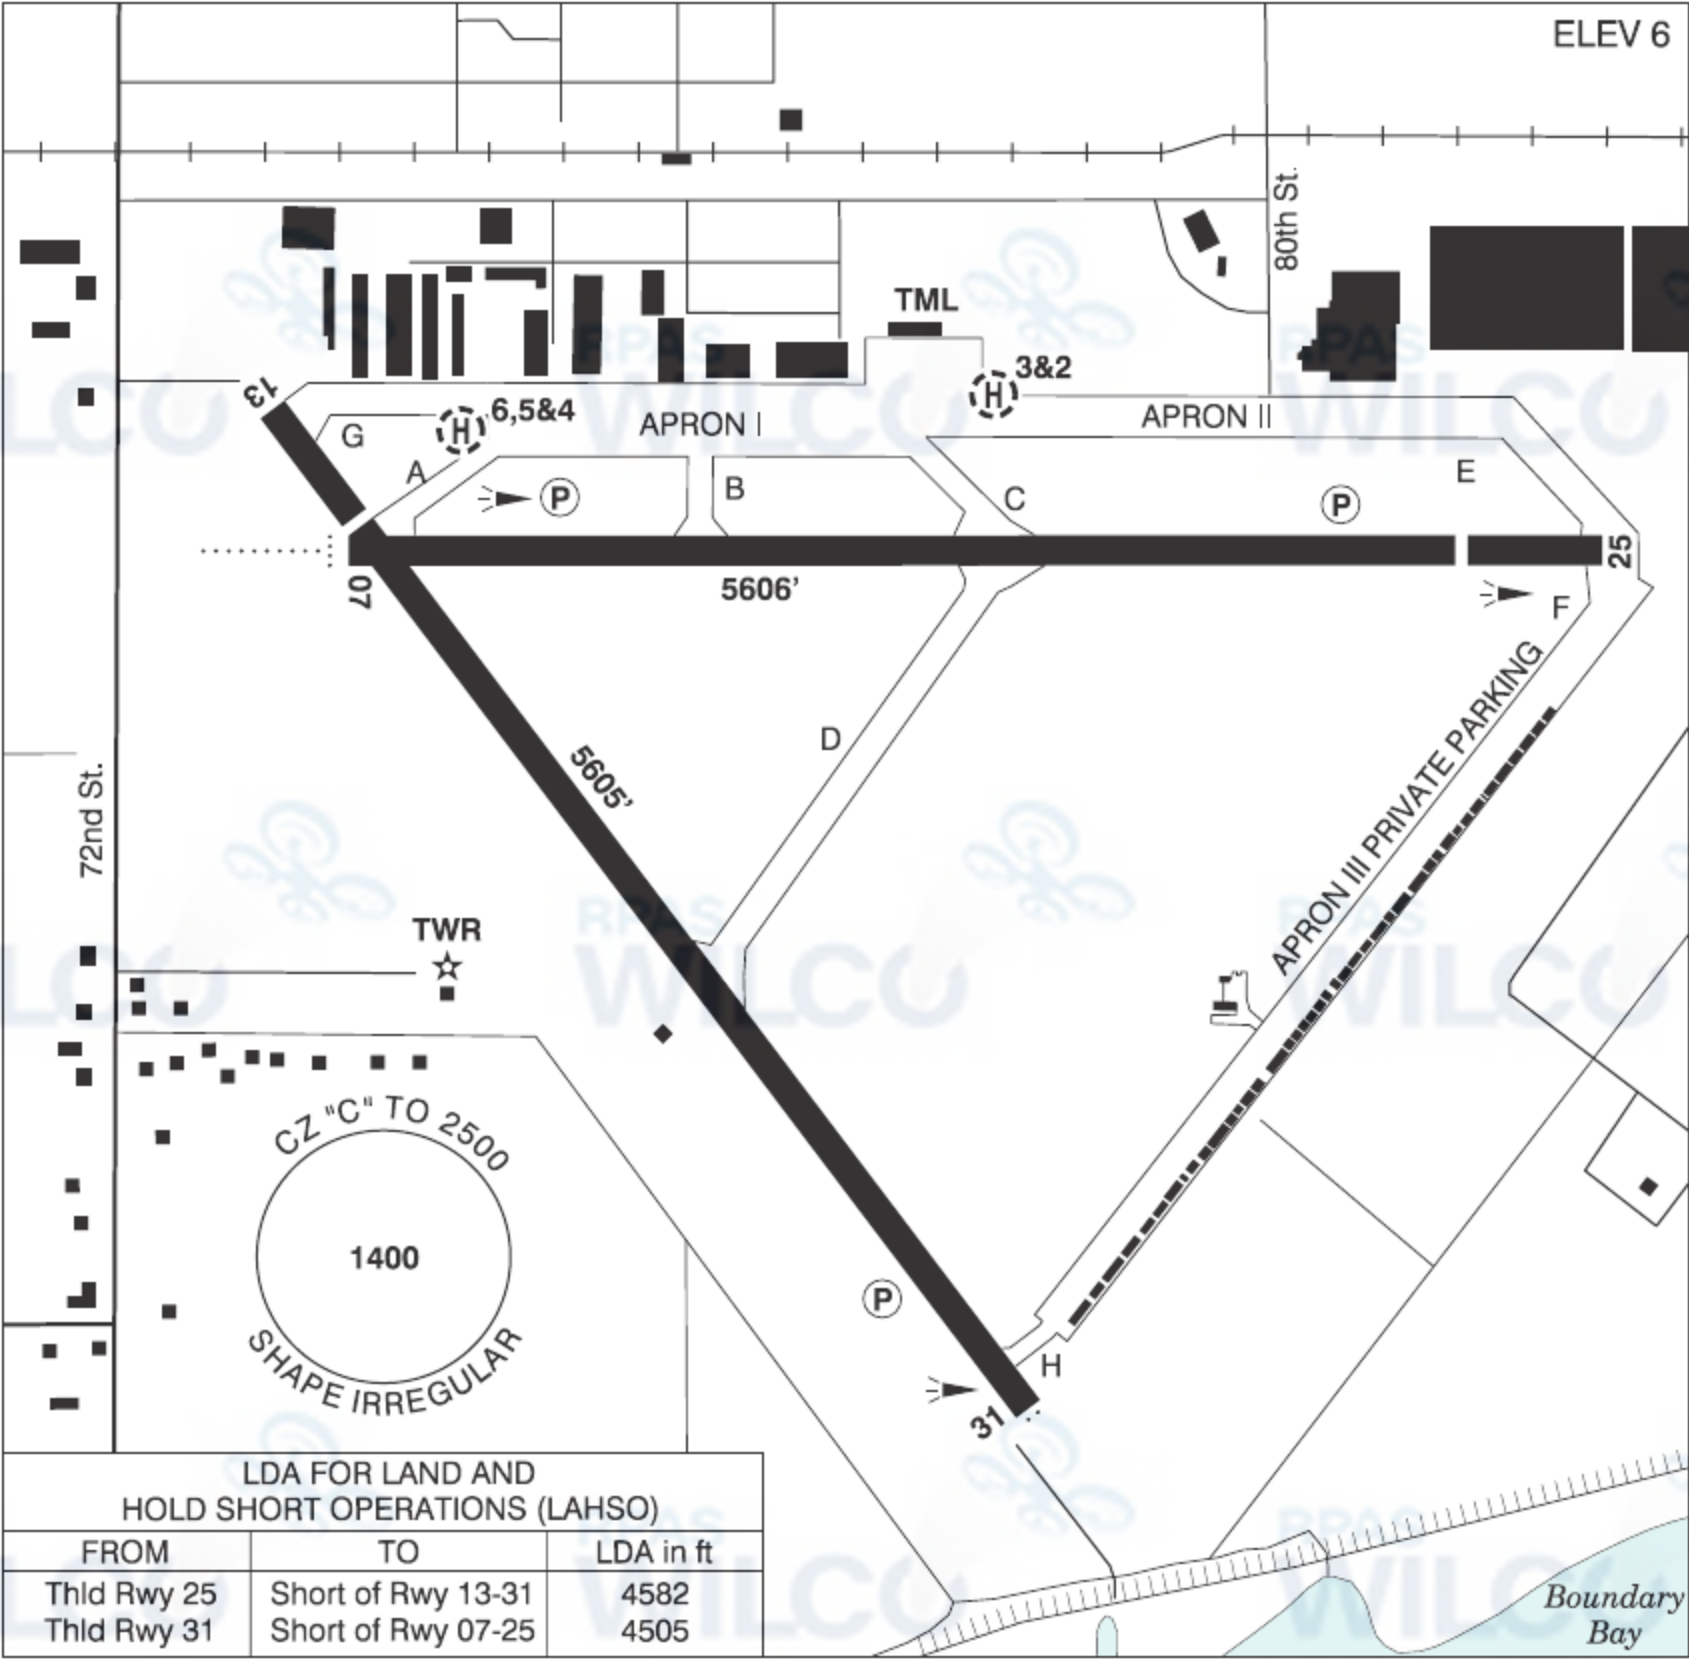 ELEV 6
80th St.
TML
3&2
H
13
6,5&4
H
G
APRON I
APRON II
A
P
B
C
P
E
07
5606’
25
F
D
5605’
72nd St.
APRON III PRIVATE PARKING
TWR
CZ "C" TO 2500
1400
SHAPE IRREGULAR
P
H
31
LDA FOR LAND AND
HOLD SHORT OPERATIONS (LAHSO)
FROM TO LDA in ft
Thld Rwy 25 Short of Rwy 13-31 4582
Thld Rwy 31 Short of Rwy 07-25 4505
Boundary
Bay
RPAS
WILCO